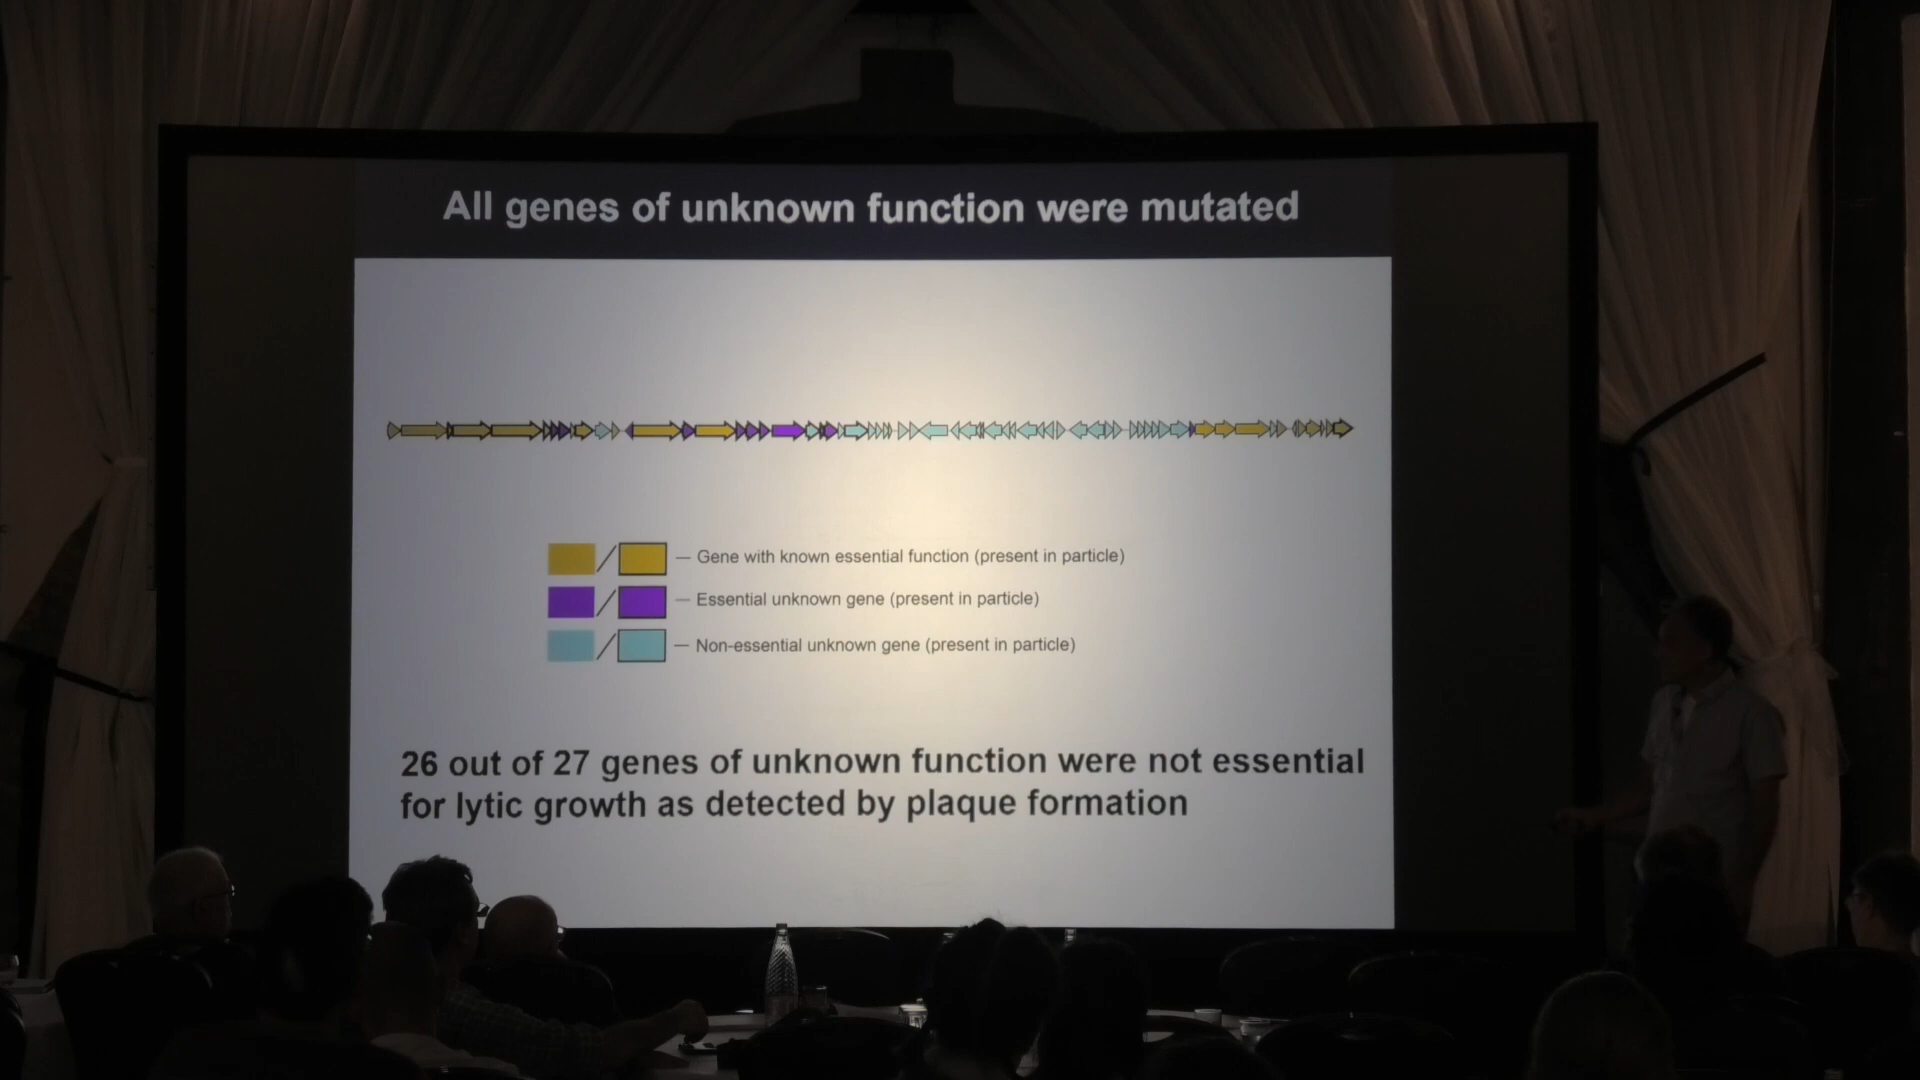 All genes of unknown function were mutated
— Gene with known essential function (present in particle)
— Essential unknown gene (present in particle)
— Non-essential unknown gene (present in particle)
26 out of 27 genes of unknown function were not essential
for lytic growth as detected by plaque formation